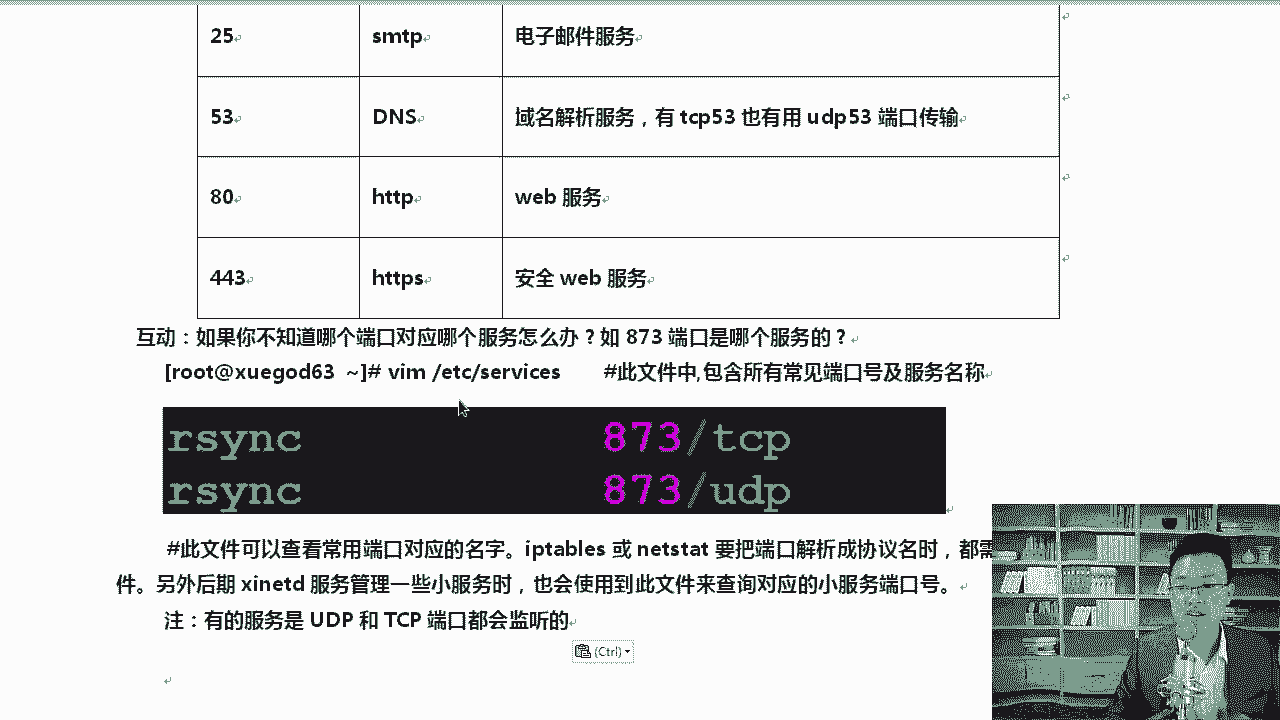 25 smtp 电子邮件服务
53 DNS 域名解析服务，有 tcp53 也有用 udp53 端口传输
80 http web 服务
443 https 安全 web 服务
互动：如果你不知道哪个端口对应哪个服务怎么办？如 873 端口是哪个服务的？
[root@xuegod63 ~]# vim /etc/services #此文件中,包含所有常见端口号及服务名称
rsync 873/tcp
rsync 873/udp
#此文件可以查看常用端口对应的名字。iptables 或 netstat 要把端口解析成协议名时，都需
件。另外后期 xinetd 服务管理一些小服务时，也会使用到此文件来查询对应的小服务端口号。
注：有的服务是 UDP 和 TCP 端口都会监听的
(Ctrl)